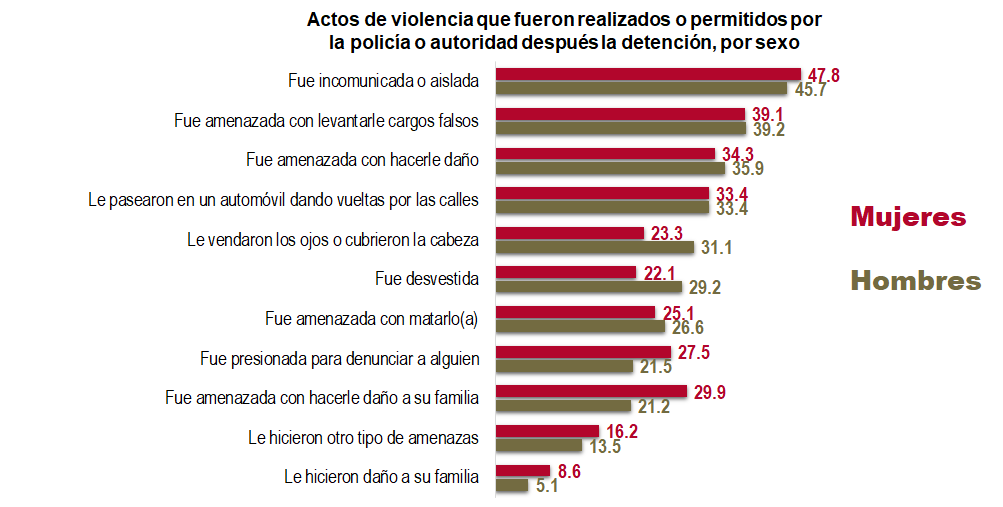 Actos de violencia que fueron realizados o permitidos por
la policía o autoridad después la detención, por sexo
Fue incomunicada o aislada
47.8
45.7
Fue amenazada con levantarle cargos falsos
39.1
39.2
Fue amenazada con hacerle daño
34.3
35.9
Le pasearon en un automóvil dando vueltas por las calles
33.4
33.4
Le vendaron los ojos o cubrieron la cabeza
23.3
31.1
Fue desvestida
22.1
29.2
Fue amenazada con matarlo(a)
25.1
26.6
Fue presionada para denunciar a alguien
27.5
21.5
Fue amenazada con hacerle daño a su familia
29.9
21.2
Le hicieron otro tipo de amenazas
16.2
13.5
Le hicieron daño a su familia
8.6
5.1
Mujeres
Hombres